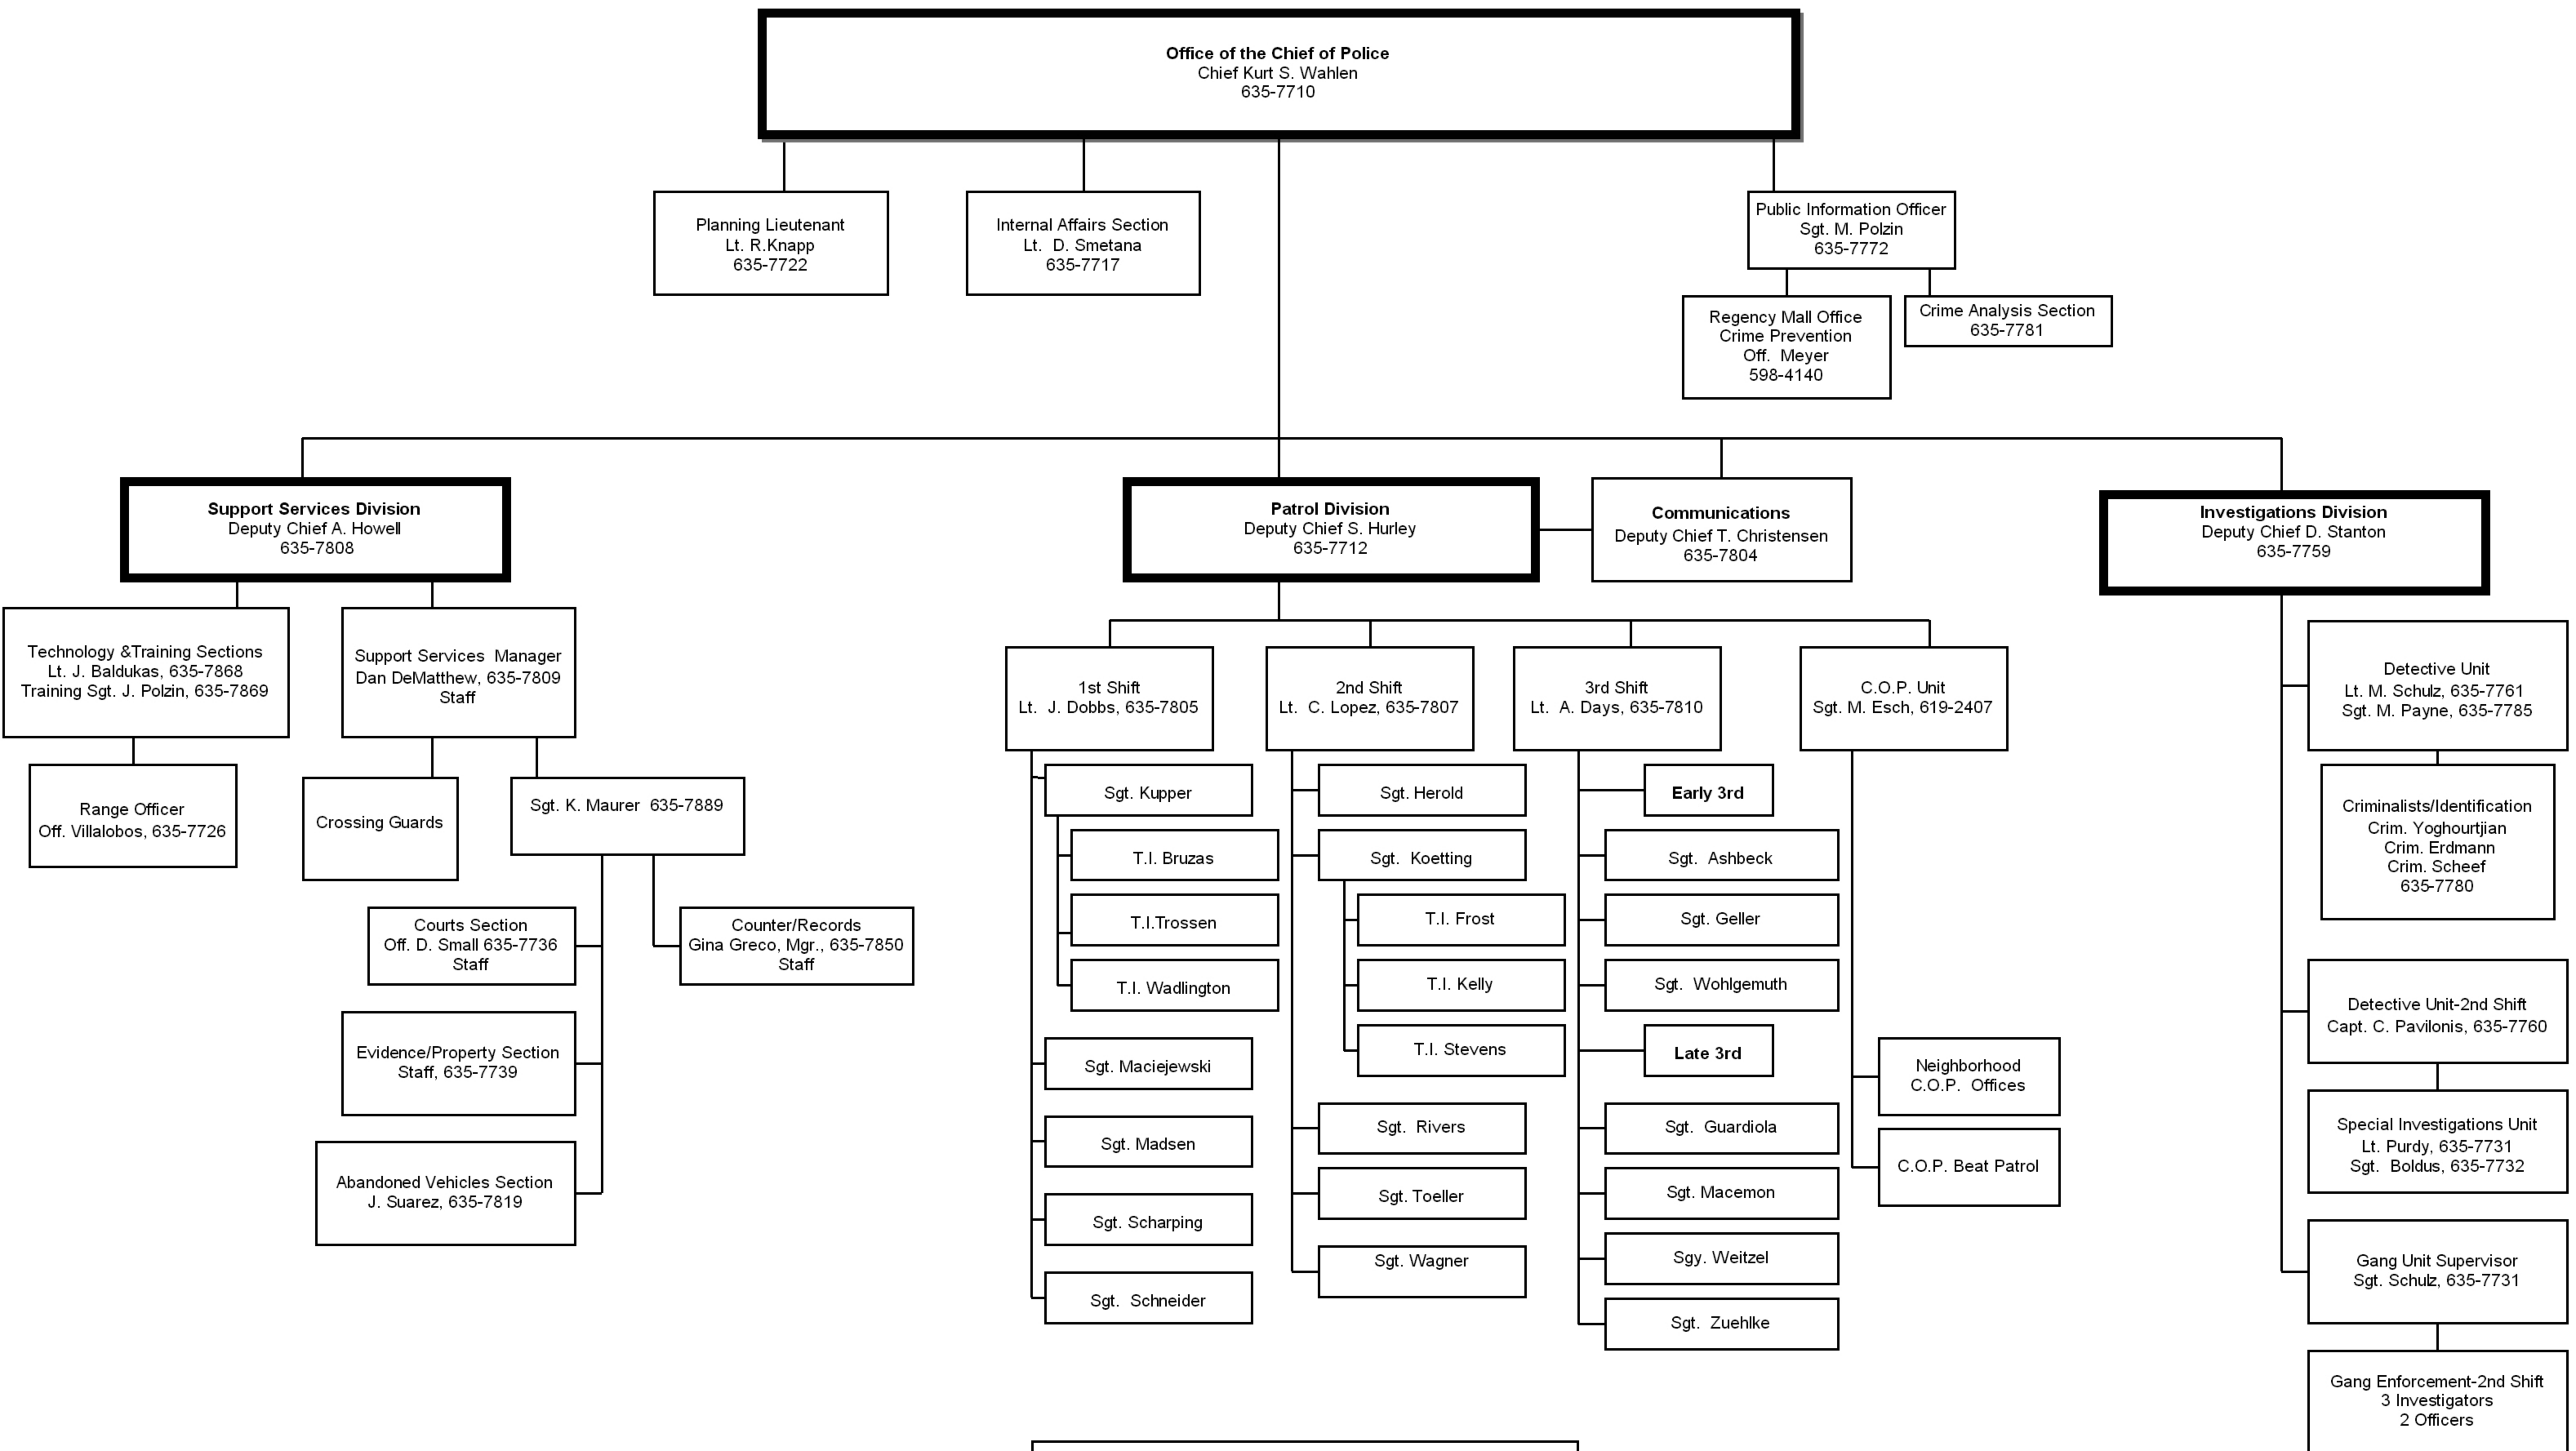 Office of the Chief of Police
Chief Kurt S. Wahlen
635-7710
Planning Lieutenant
Lt. R.Knapp
635-7722
Internal Affairs Section
Lt. D. Smetana
635-7717
Public Information Officer
Sgt. M. Polzin
635-7772
Regency Mall Office
Crime Prevention
Off. Meyer
598-4140
Crime Analysis Section
635-7781
Support Services Division
Deputy Chief A. Howell
635-7808
Patrol Division
Deputy Chief S. Hurley
635-7712
Communications
Deputy Chief T. Christensen
635-7804
Investigations Division
Deputy Chief D. Stanton
635-7759
Technology &Training Sections
Lt. J. Baldukas, 635-7868
Training Sgt. J. Polzin, 635-7869
Support Services Manager
Dan DeMatthew, 635-7809
Staff
Range Officer
Off. Villalobos, 635-7726
Crossing Guards
Sgt. K. Maurer 635-7889
Courts Section
Off. D. Small 635-7736
Staff
Counter/Records
Gina Greco, Mgr., 635-7850
Staff
Evidence/Property Section
Staff, 635-7739
Abandoned Vehicles Section
J. Suarez, 635-7819
1st Shift
Lt. J. Dobbs, 635-7805
Sgt. Kupper
T.I. Bruzas
T.I.Trossen
T.I. Wadlington
Sgt. Maciejewski
Sgt. Madsen
Sgt. Scharping
Sgt. Schneider
2nd Shift
Lt. C. Lopez, 635-7807
Sgt. Herold
Sgt. Koetting
T.I. Frost
T.I. Kelly
T.I. Stevens
Sgt. Rivers
Sgt. Toeller
Sgt. Wagner
3rd Shift
Lt. A. Days, 635-7810
Early 3rd
Sgt. Ashbeck
Sgt. Geller
Sgt. Wohlgemuth
Late 3rd
Sgt. Guardiola
Sgt. Macemon
Sgy. Weitzel
Sgt. Zuehlke
C.O.P. Unit
Sgt. M. Esch, 619-2407
Neighborhood
C.O.P. Offices
C.O.P. Beat Patrol
Detective Unit
Lt. M. Schulz, 635-7761
Sgt. M. Payne, 635-7785
Criminalists/Identification
Crim. Yoghourtjian
Crim. Erdmann
Crim. Scheef
635-7780
Detective Unit-2nd Shift
Capt. C. Pavilonis, 635-7760
Special Investigations Unit
Lt. Purdy, 635-7731
Sgt. Boldus, 635-7732
Gang Unit Supervisor
Sgt. Schulz, 635-7731
Gang Enforcement-2nd Shift
3 Investigators
2 Officers